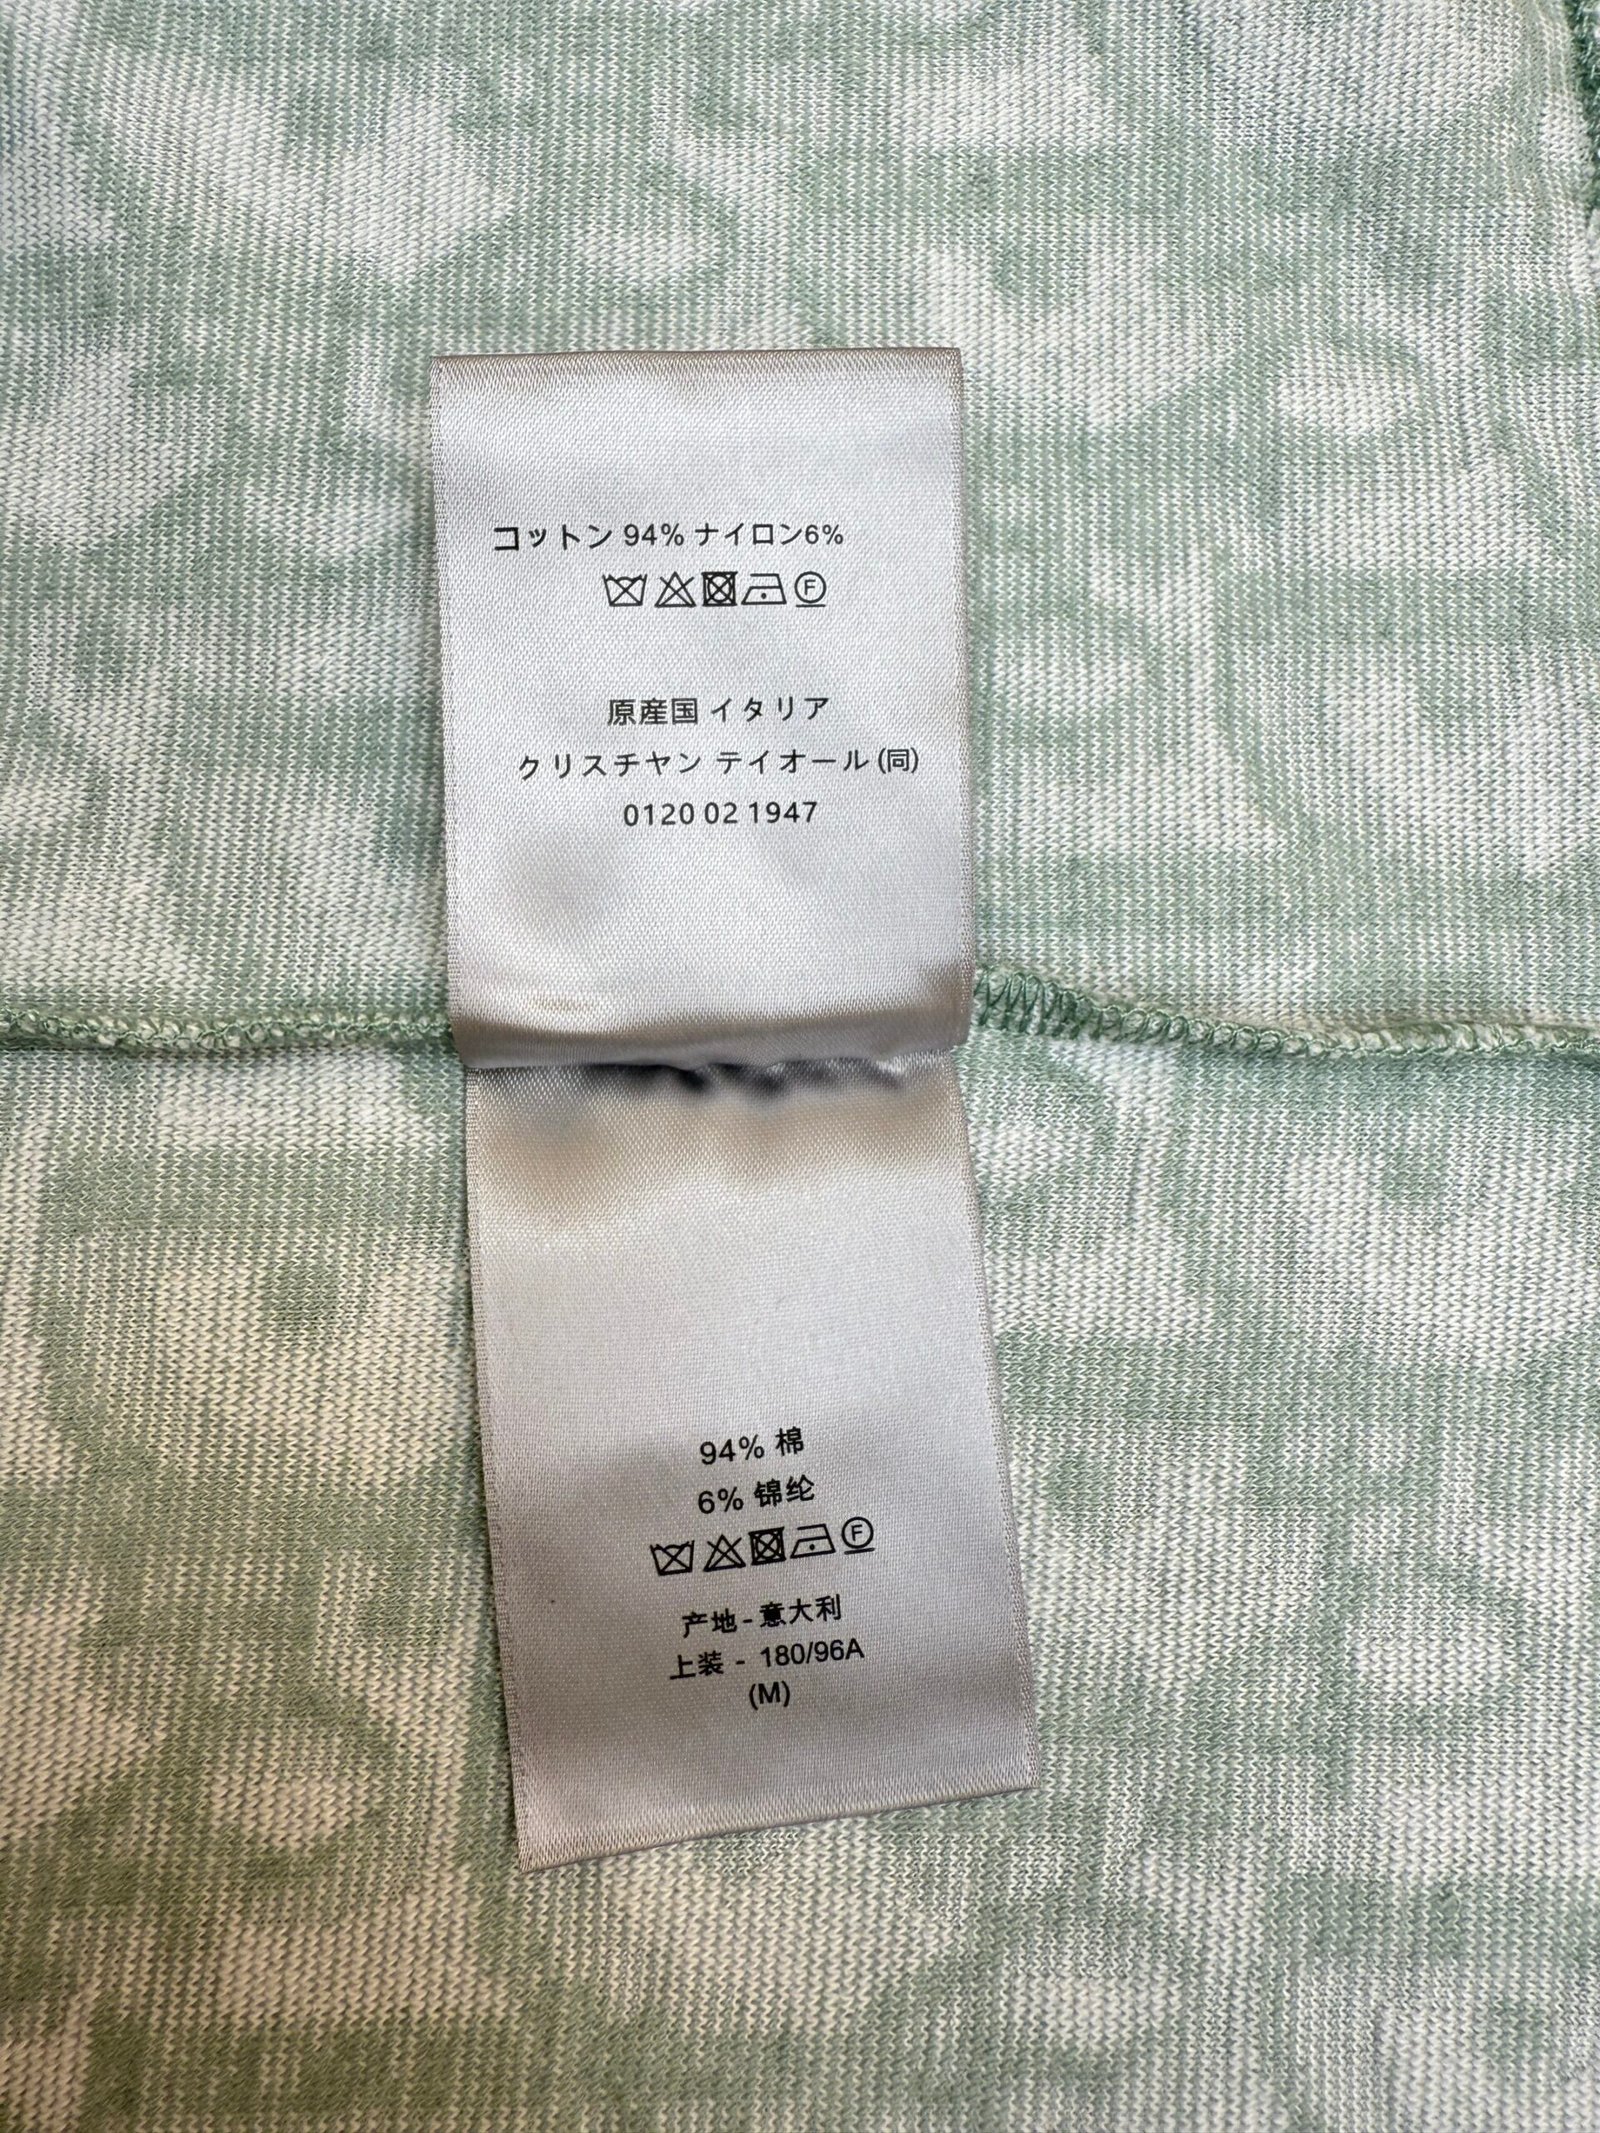 コットン 94% ナイロン6%
F
原産国 イタリア
クリスチヤン テイオール (同)
0120 02 1947
94% 棉
6% 锦纶
F
产地 - 意大利
上装 - 180/96A
(M)